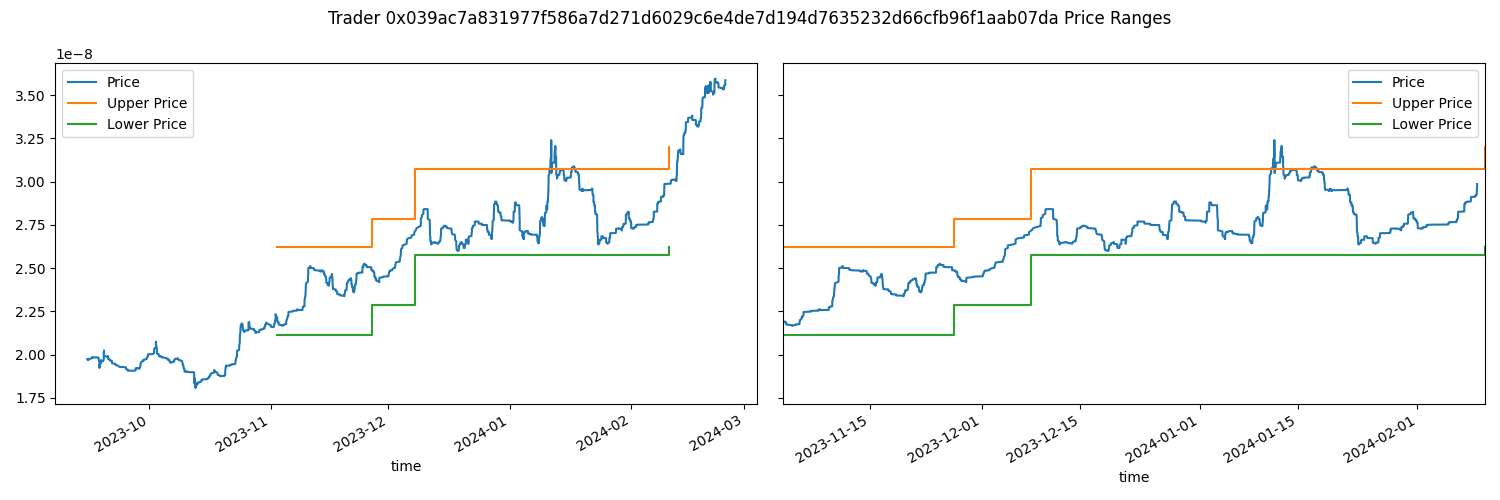 Trader 0x039ac7a831977f586a7d271d6029c6e4de7d194d7635232d66cfb96f1aab07da Price Ranges
1e−8
3.50
3.25
3.00
2.75
2.50
2.25
2.00
1.75
Price
Upper Price
Lower Price
2023-10
2023-11
2023-12
2024-01
2024-02
2024-03
time
Price
Upper Price
Lower Price
2023-11-15
2023-12-01
2023-12-15
2024-01-01
2024-01-15
2024-02-01
time